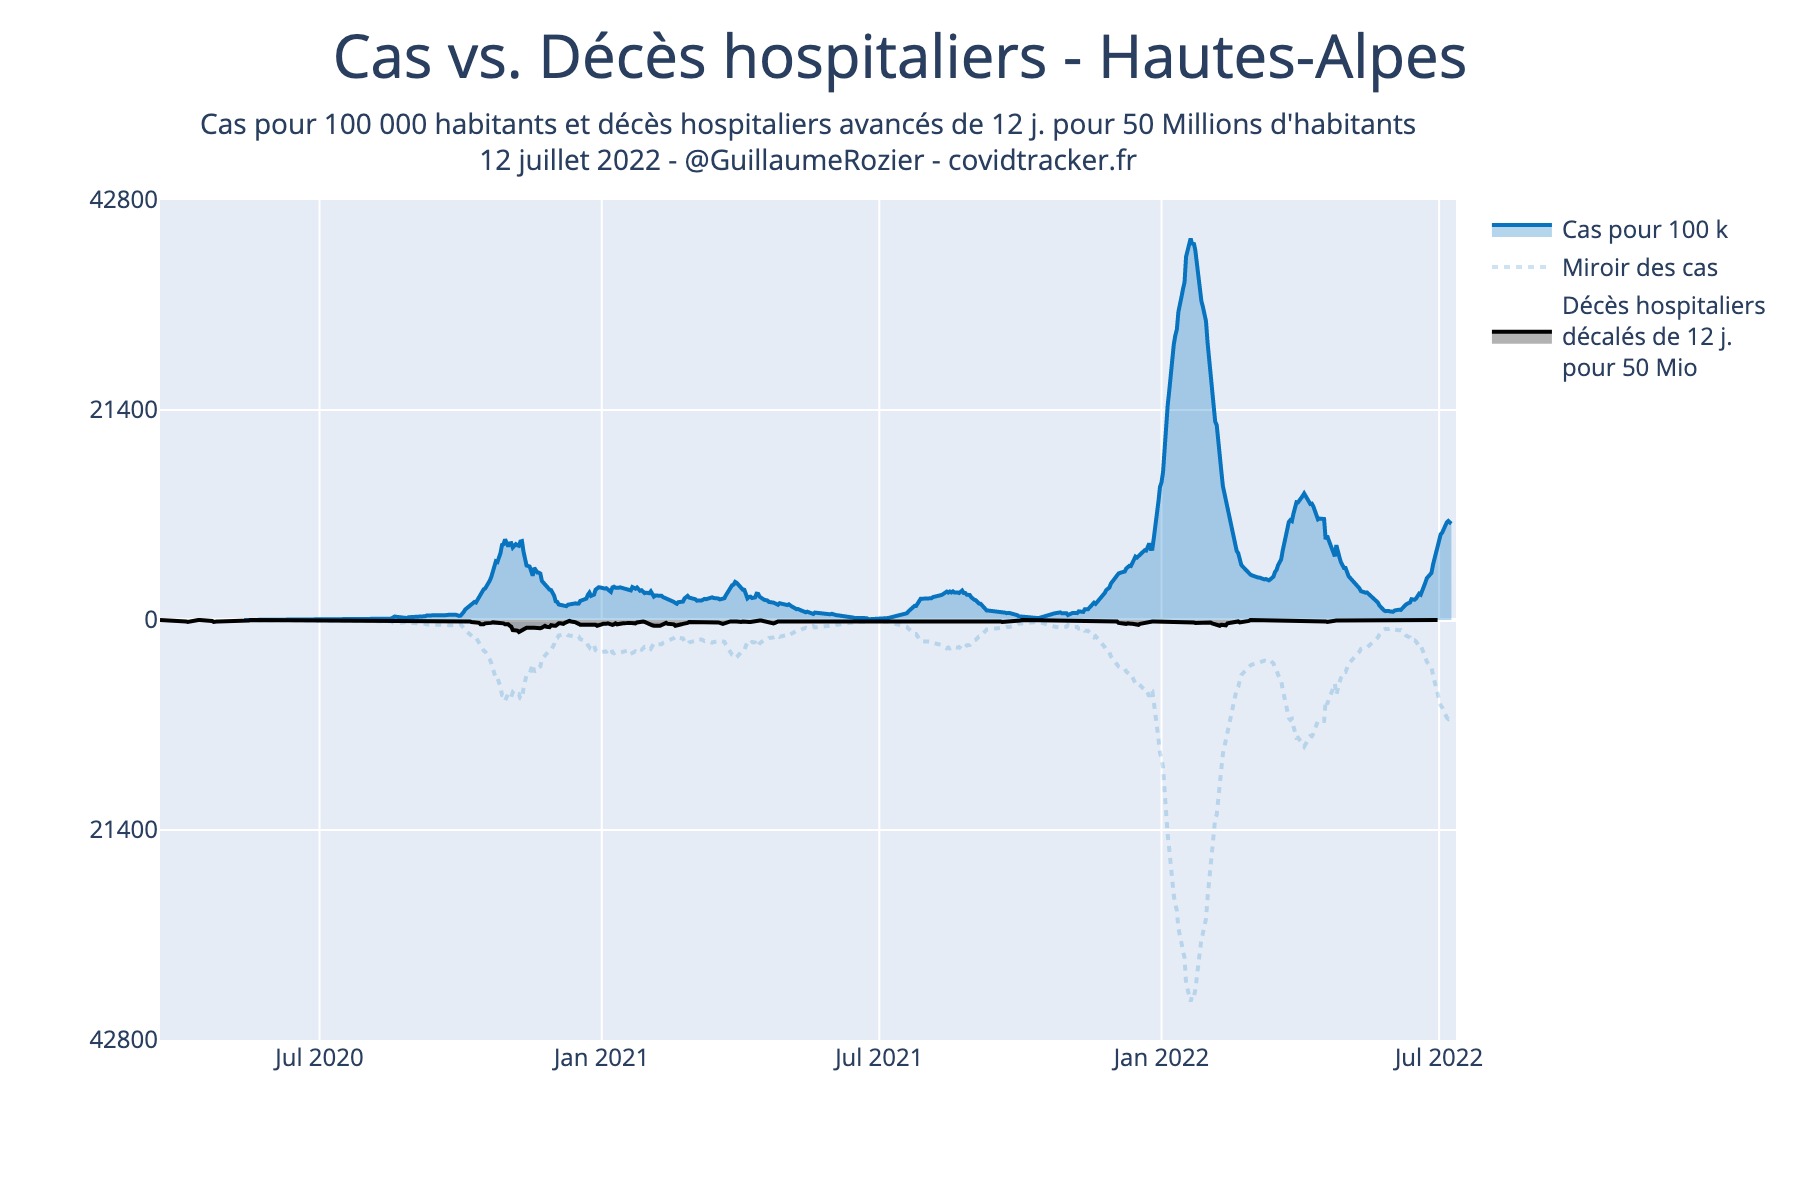 Cas vs. Décès hospitaliers - Hautes-Alpes
Cas pour 100 000 habitants et décès hospitaliers avancés de 12 j. pour 50 Millions d'habitants
12 juillet 2022 - @GuillaumeRozier - covidtracker.fr
42800
21400
0
21400
42800
Jul 2020
Jan 2021
Jul 2021
Jan 2022
Jul 2022
Cas pour 100 k
Miroir des cas
Décès hospitaliers
décalés de 12 j.
pour 50 Mio